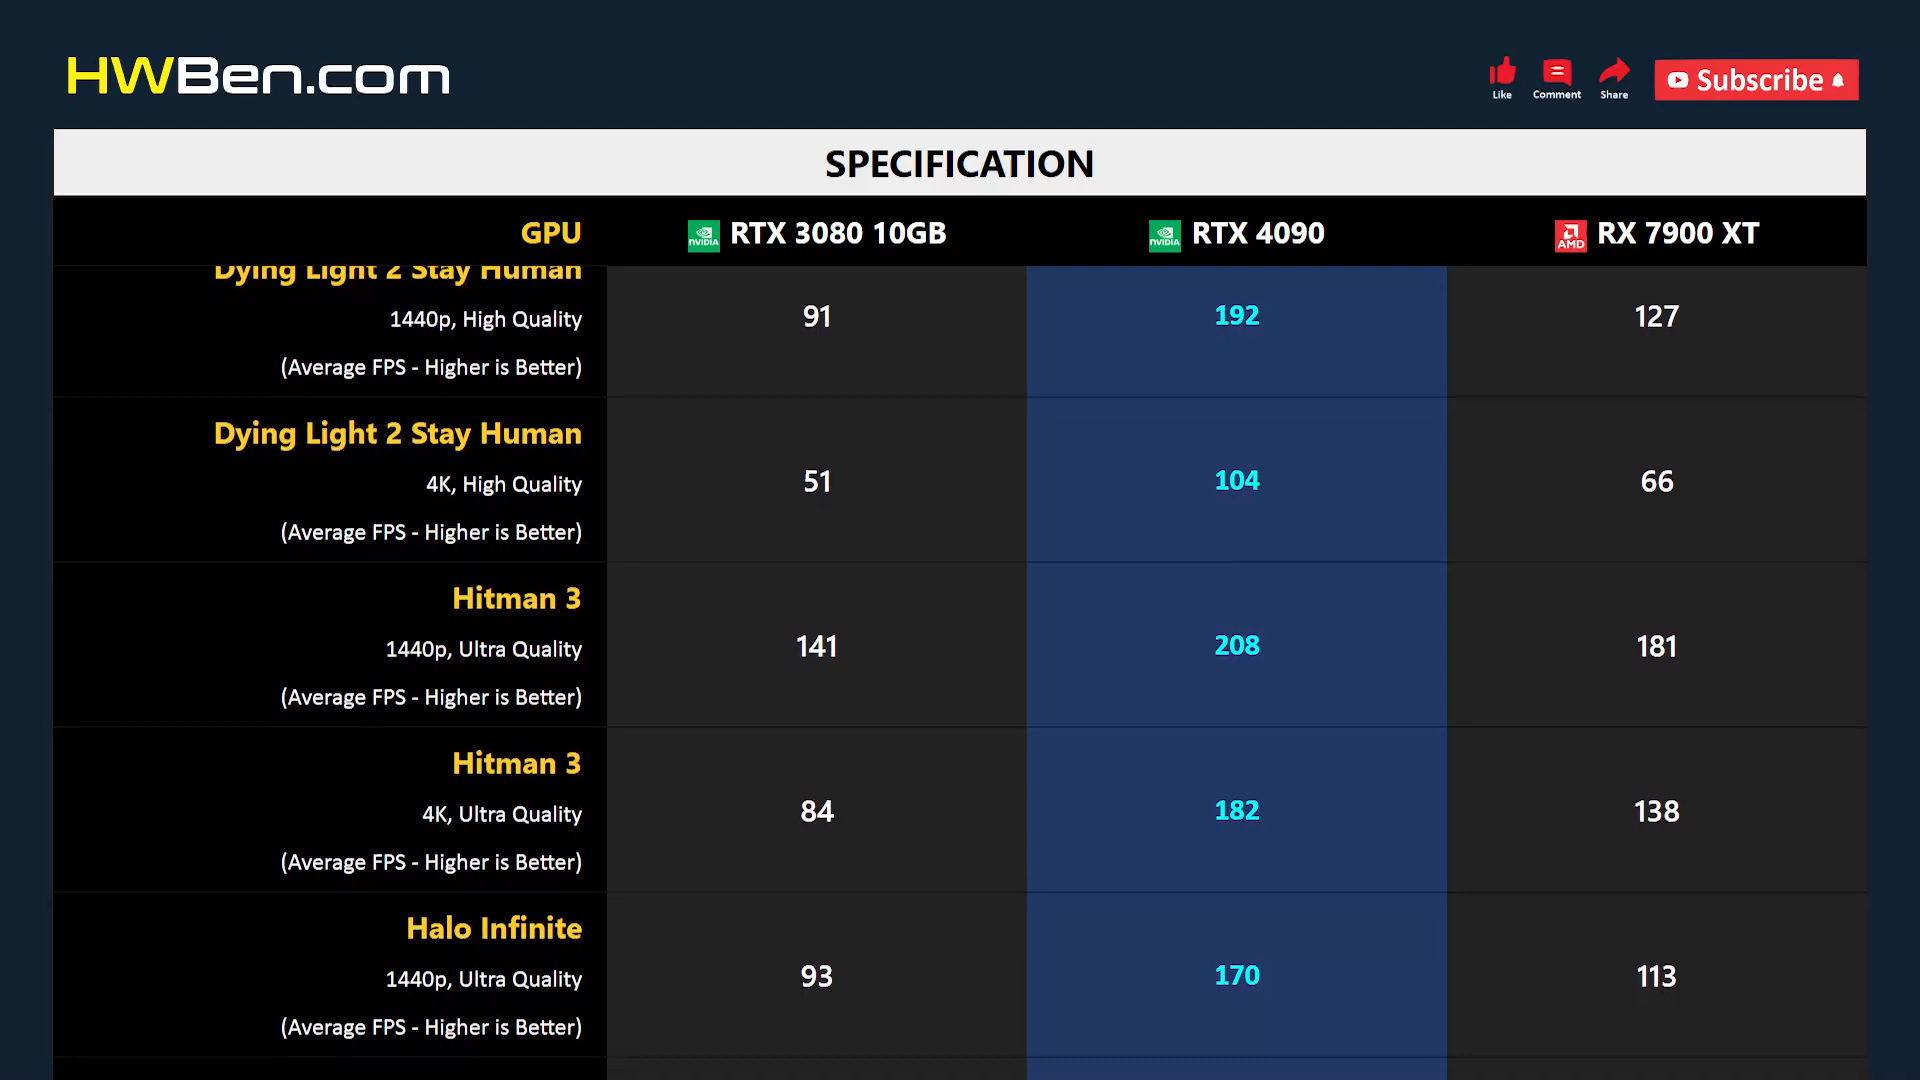 HWBen.com
Like
Comment
Share
Subscribe
SPECIFICATION
GPU
NVIDIA RTX 3080 10GB
NVIDIA RTX 4090
AMD RX 7900 XT
Dying Light 2 Stay Human
1440p, High Quality
(Average FPS - Higher is Better)
91
192
127
Dying Light 2 Stay Human
4K, High Quality
(Average FPS - Higher is Better)
51
104
66
Hitman 3
1440p, Ultra Quality
(Average FPS - Higher is Better)
141
208
181
Hitman 3
4K, Ultra Quality
(Average FPS - Higher is Better)
84
182
138
Halo Infinite
1440p, Ultra Quality
(Average FPS - Higher is Better)
93
170
113